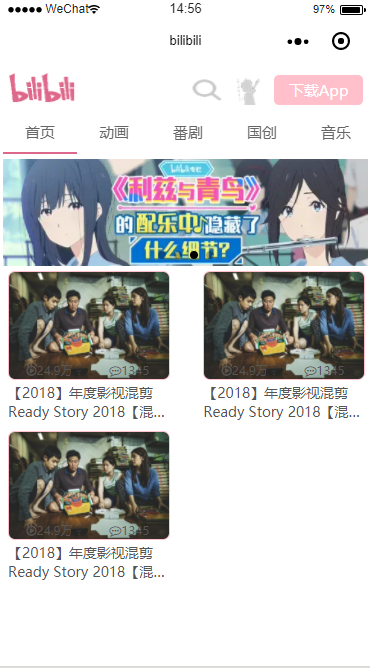 WeChat 14:56 97%
bilibili
bilibili 下载App
首页 动画 番剧 国创 音乐
bilibili
《利兹与青鸟》
的配乐中隐藏了
什么细节?
24.9万 1345 24.9万 1345
【2018】年度影视混剪 【2018】年度影视混剪
Ready Story 2018【混... Ready Story 2018【混...
24.9万 1345
【2018】年度影视混剪
Ready Story 2018【混...